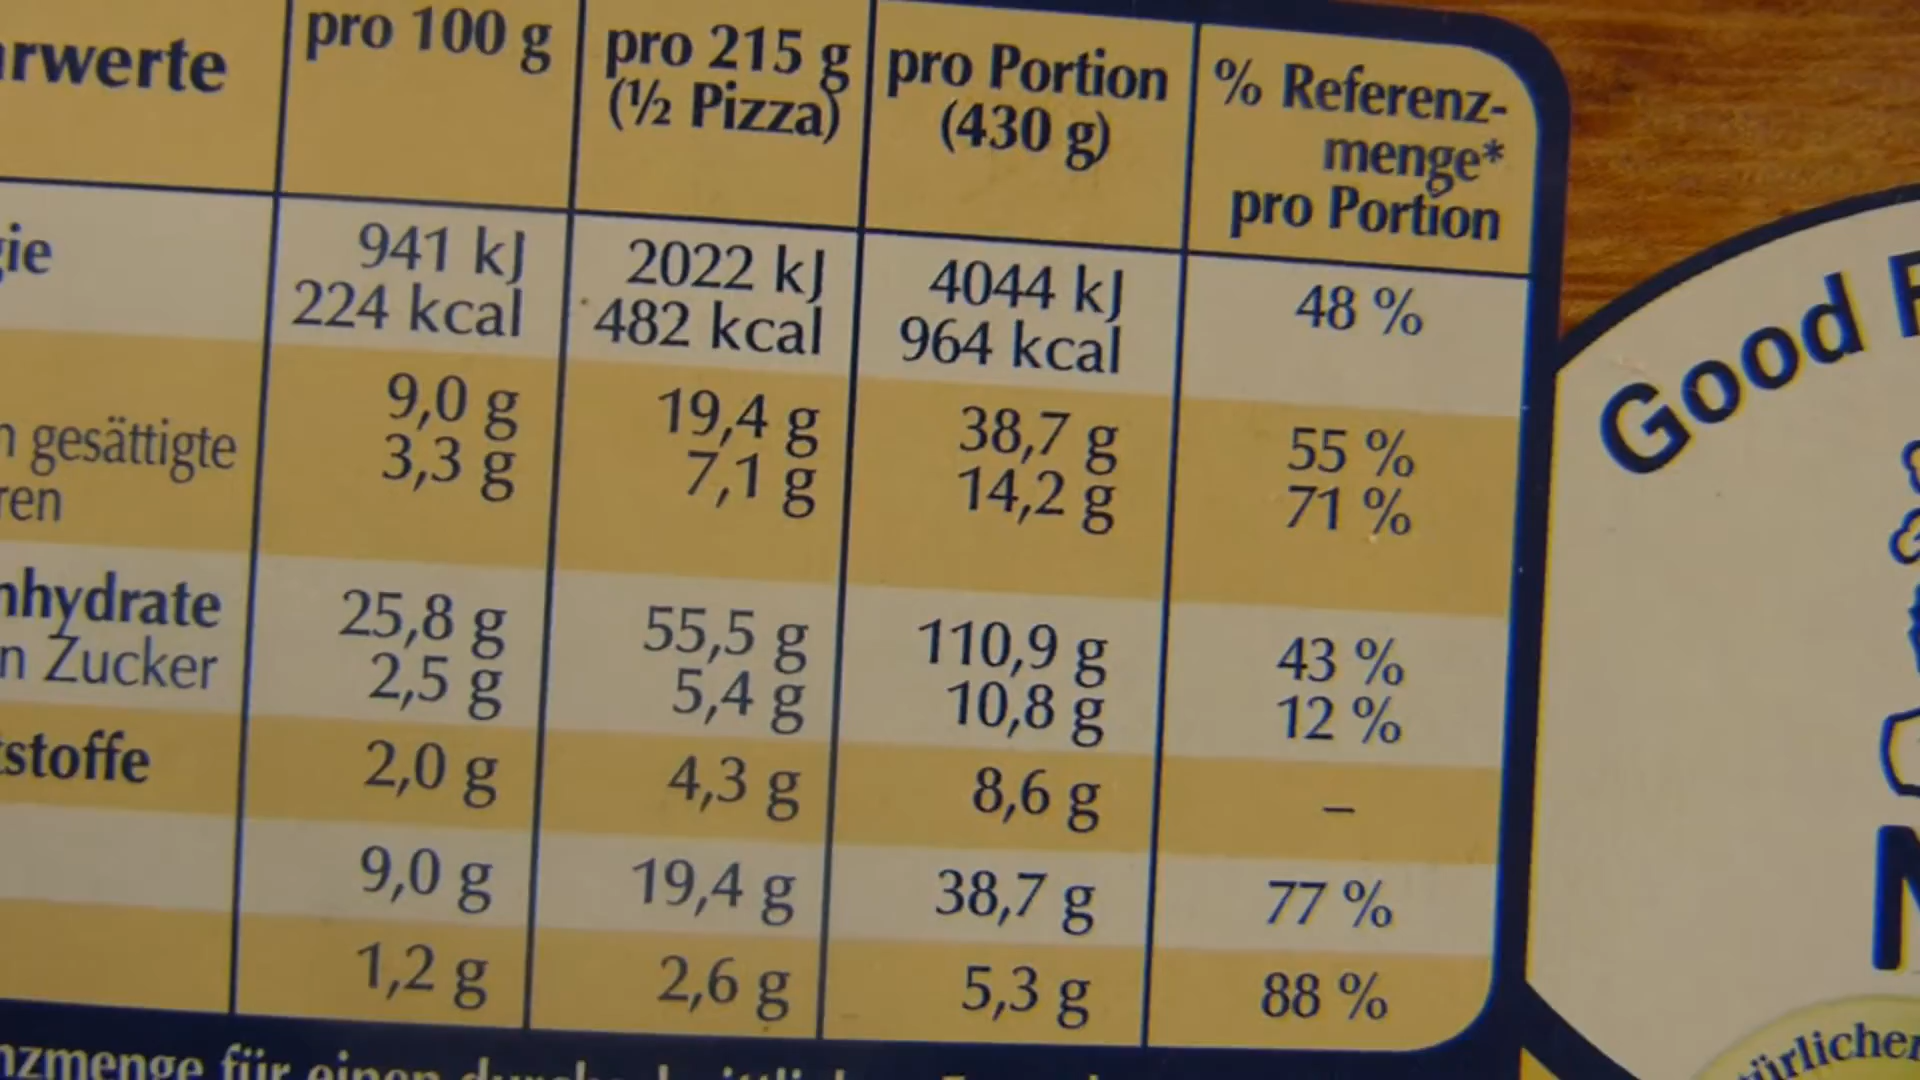 rwerte pro 100 g pro 215 g pro Portion % Referenz-
(½ Pizza) (430 g) menge*
pro Portion
gie 941 kJ 2022 kJ 4044 kJ 48 %
224 kcal 482 kcal 964 kcal
9,0 g 19,4 g 38,7 g 55 %
gesättigte 3,3 g 7,1 g 14,2 g 71 %
ren
nhydrate 25,8 g 55,5 g 110,9 g 43 %
n Zucker 2,5 g 5,4 g 10,8 g 12 %
stoffe 2,0 g 4,3 g 8,6 g –
9,0 g 19,4 g 38,7 g 77 %
1,2 g 2,6 g 5,3 g 88 %
nzmenge für einen
Good
türlicher